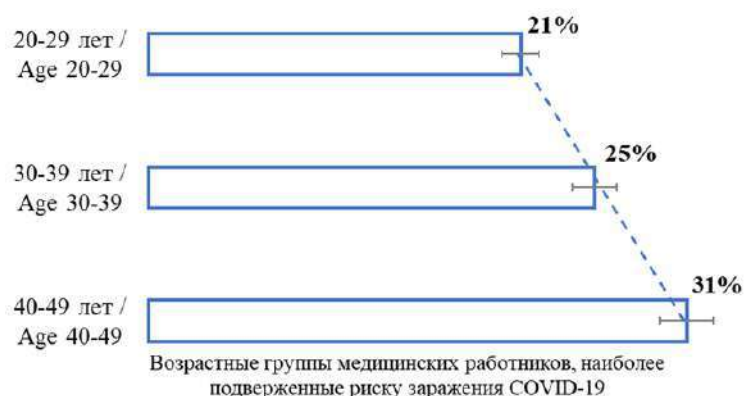 20-29 лет /
Age 20-29
21%
30-39 лет /
Age 30-39
25%
40-49 лет /
Age 40-49
31%
Возрастные группы медицинских работников, наиболее
подверженные риску заражения COVID-19